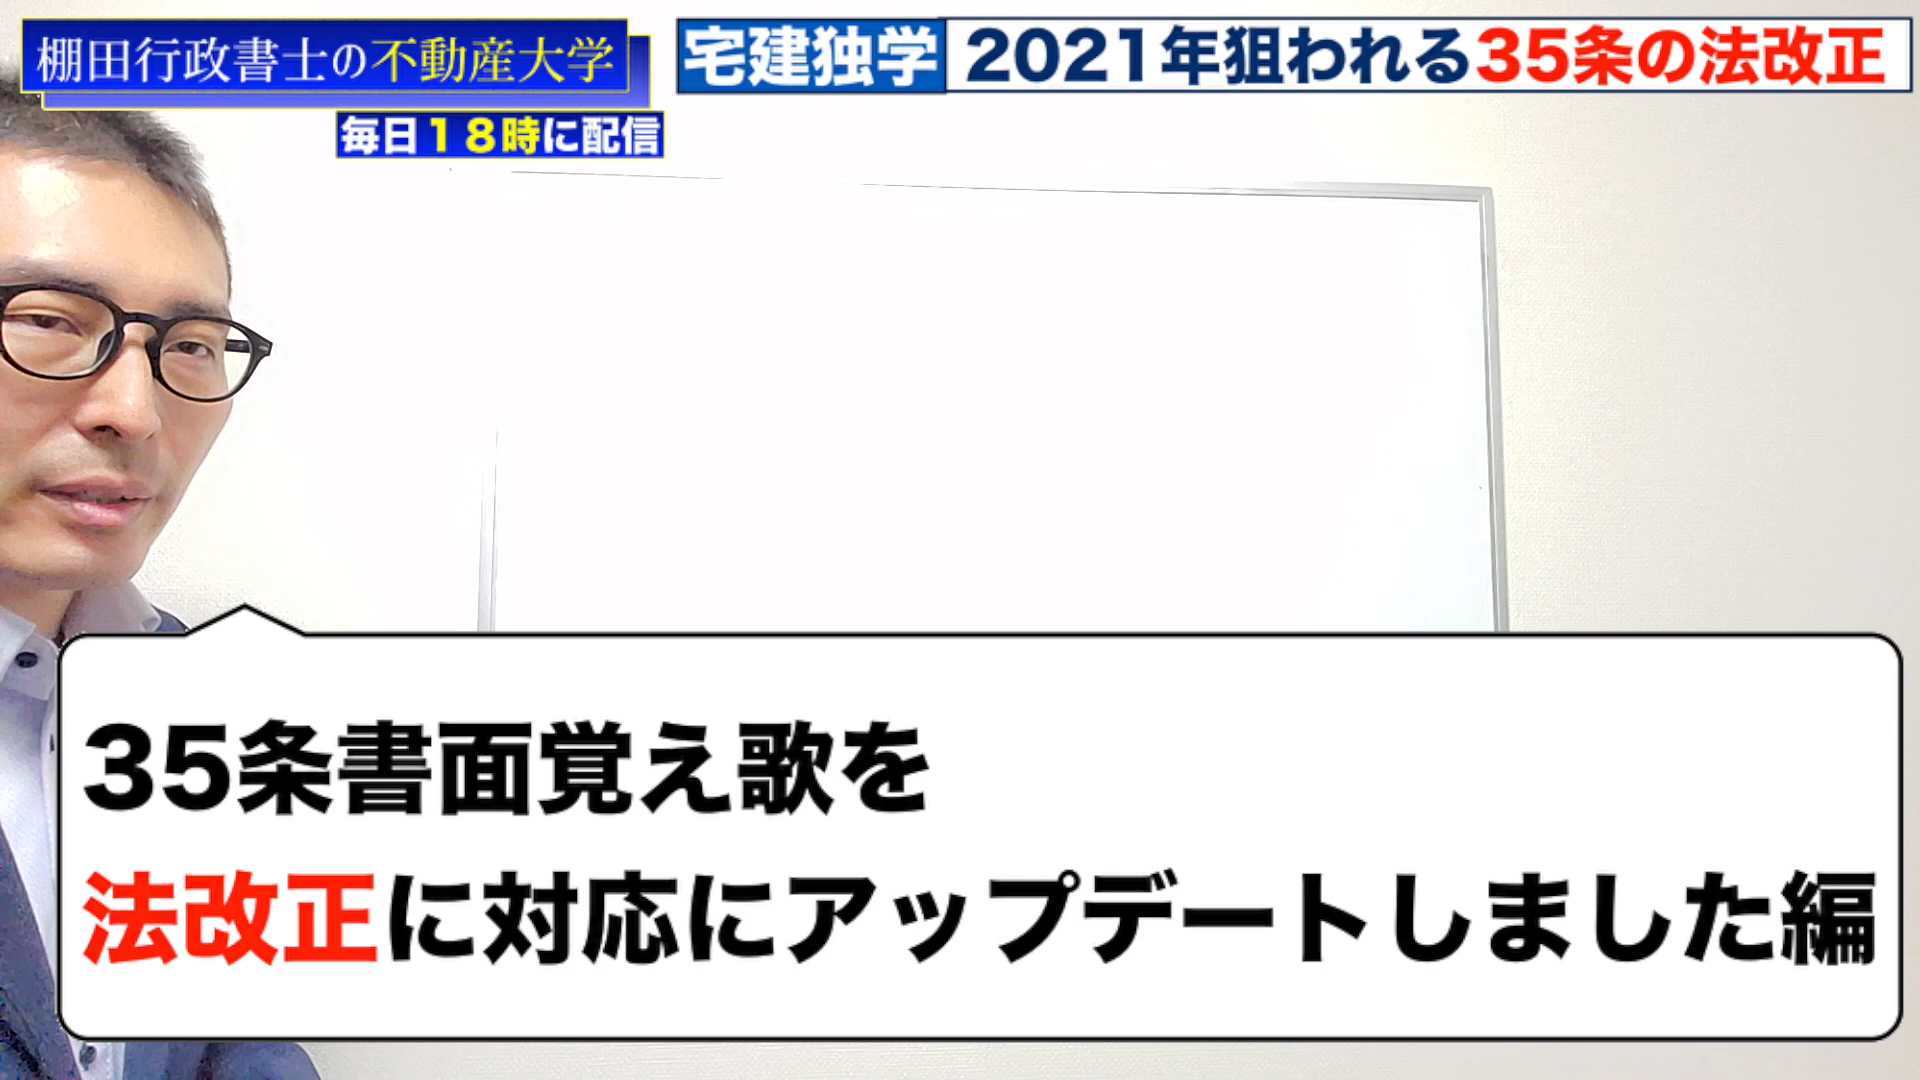 棚田行政書士の不動産大学
毎日１８時に配信
宅建独学 2021年狙われる35条の法改正
35条書面覚え歌を
法改正に対応にアップデートしました編